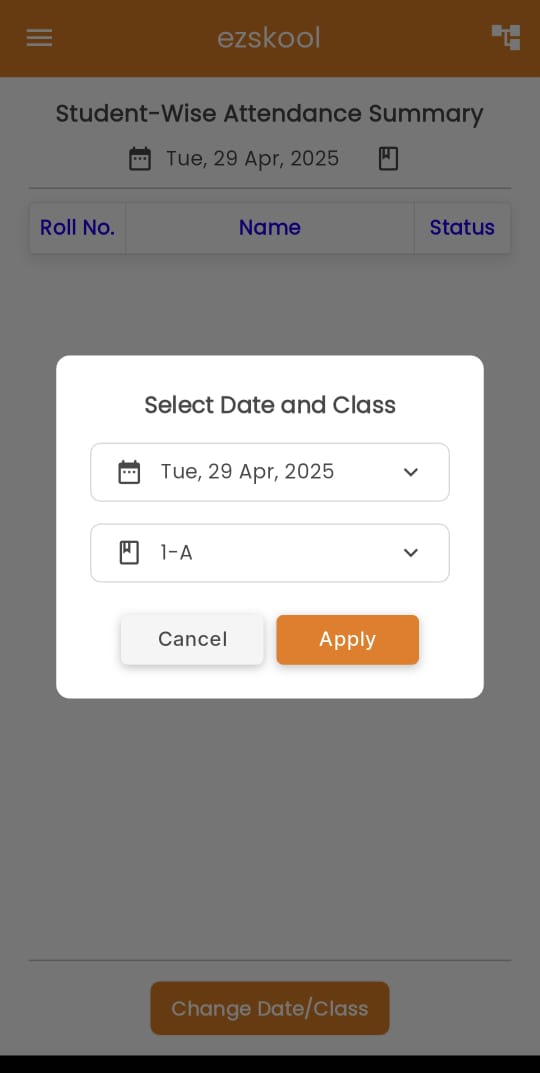 ezskool
Student-Wise Attendance Summary
Tue, 29 Apr, 2025
Roll No. Name Status
Select Date and Class
Tue, 29 Apr, 2025
1-A
Cancel Apply
Change Date/Class